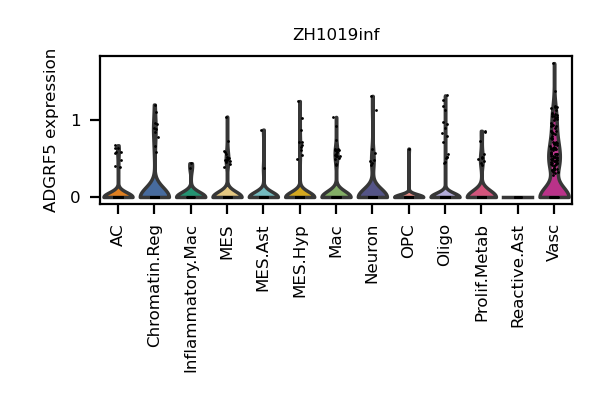 ZH1019inf
ADGRF5 expression
1
0
AC
Chromatin.Reg
Inflammatory.Mac
MES
MES.Ast
MES.Hyp
Mac
Neuron
OPC
Oligo
Prolif.Metab
Reactive.Ast
Vasc